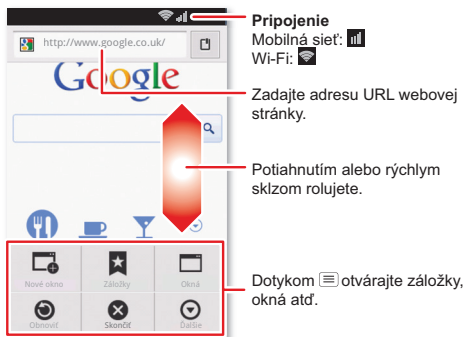 Pripojenie
Mobilná sieť:
Wi-Fi:
http://www.google.co.uk/
Google
Zadajte adresu URL webovej
stránky.
Potiahnutím alebo rýchlym
sklzom rolujete.
Nové okno Záložky Okná
Obnoviť Skončiť Ďalšie
Dotykom otvárajte záložky,
okná atď.